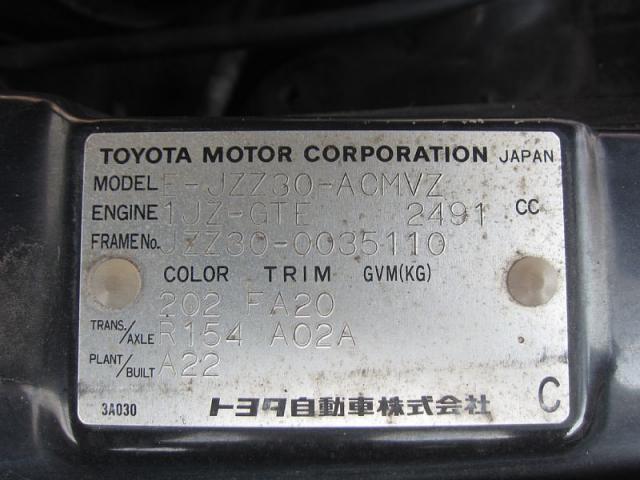 TOYOTA MOTOR CORPORATION JAPAN
MODEL E-JZZ30-ACMVZ
ENGINE 1JZ-GTE 2491 CC
FRAME No. JZZ30-0035110
COLOR TRIM GVM(KG)
202 FA20
TRANS./AXLE R154 A02A
PLANT/BUILT A22
3A030 トヨタ自動車株式会社 C